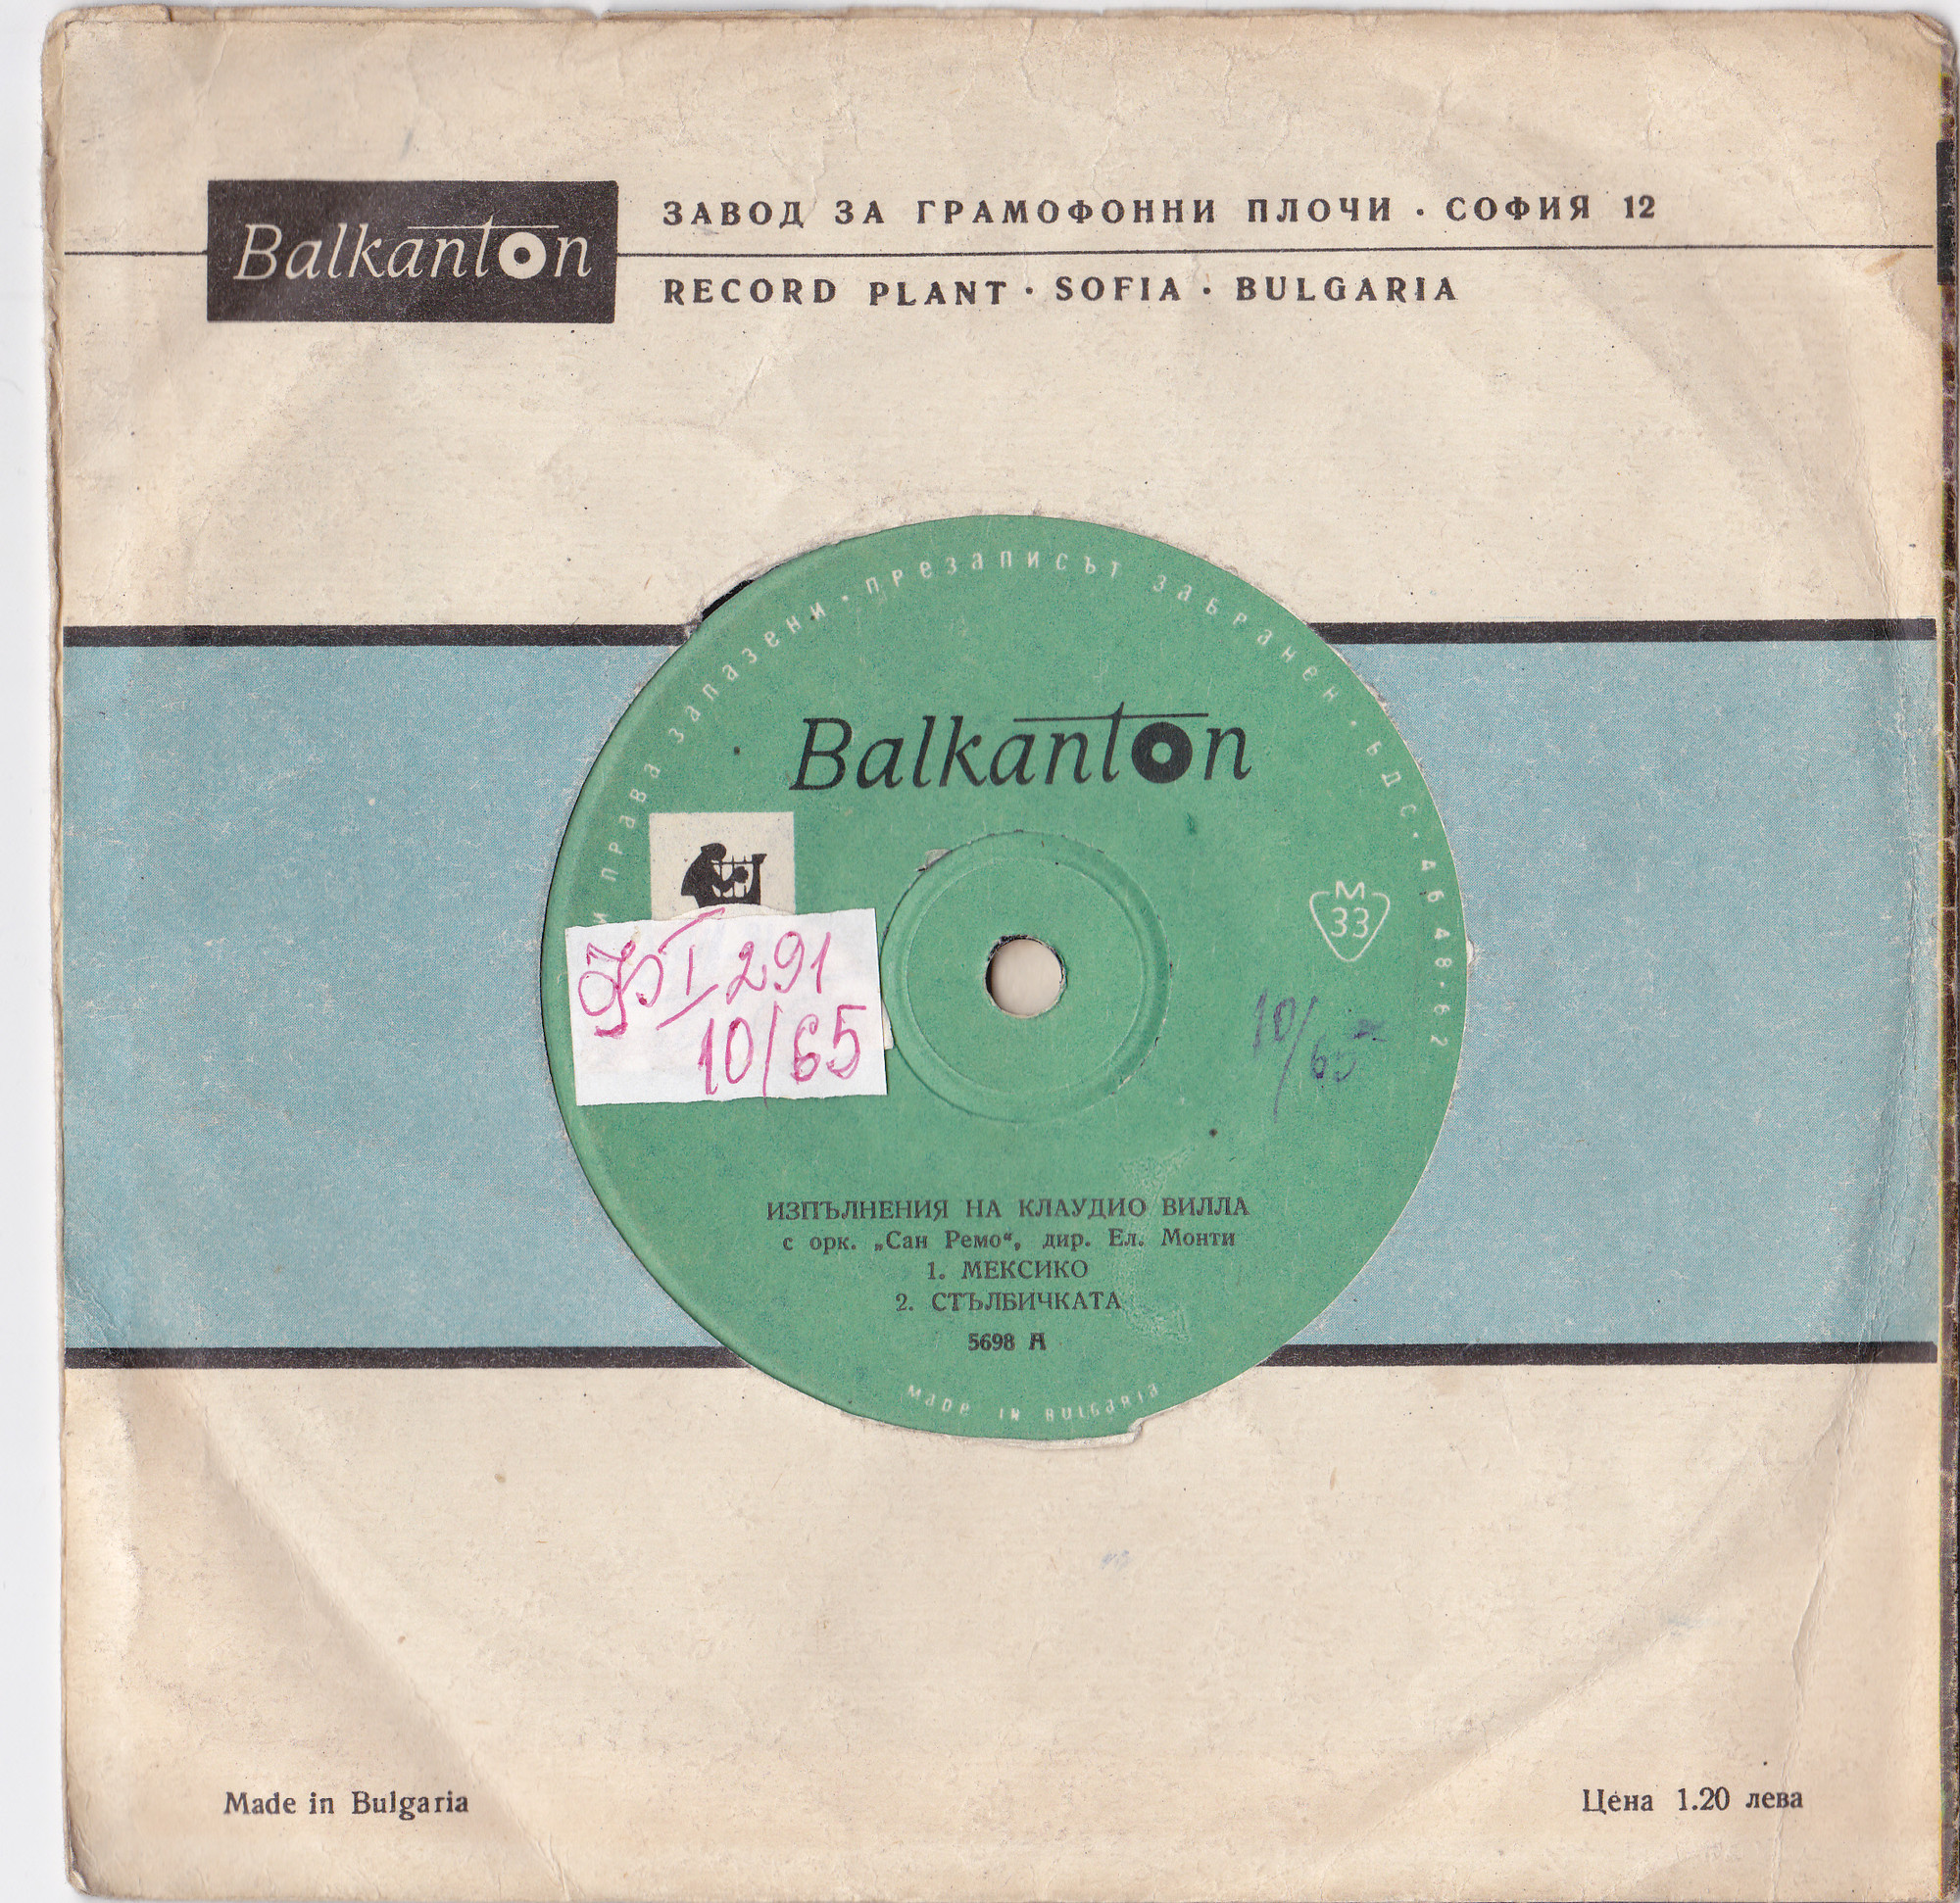 Balkanton
ЗАВОД ЗА ГРАМОФОННИ ПЛОЧИ · СОФИЯ 12
RECORD PLANT · SOFIA · BULGARIA
права запазени · презаписът забранен · БДС · 4648 · 62
Balkanton
М
33
ФI 291
10/65
10/65
ИЗПЪЛНЕНИЯ НА КЛАУДИО ВИЛЛА
с орк. „Сан Ремо“, дир. Ел. Монти
1. МЕКСИКО
2. СТЪЛБИЧКАТА
5698 А
Made in Bulgaria
Made in Bulgaria
Цена 1.20 лева